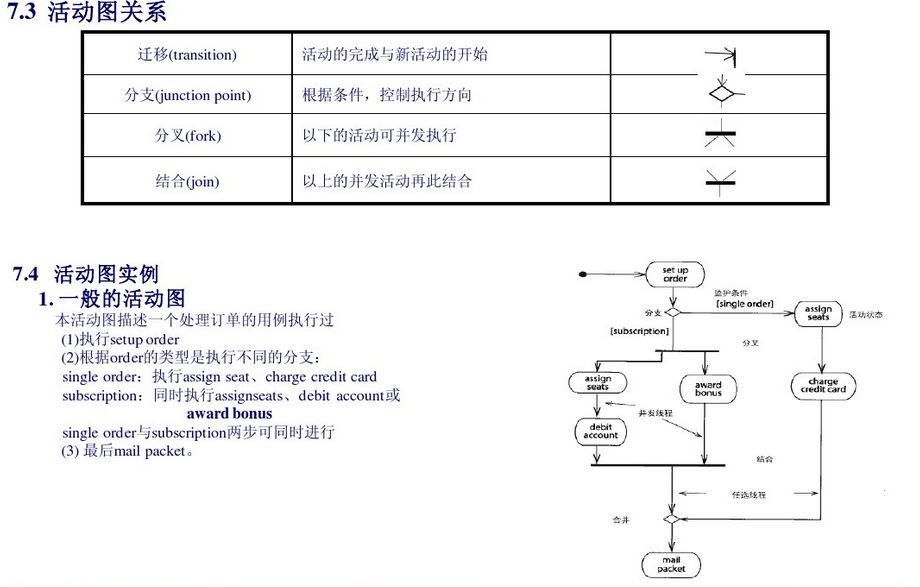 7.3 活动图关系
迁移(transition) 活动的完成与新活动的开始
分支(junction point) 根据条件，控制执行方向
分叉(fork) 以下的活动可并发执行
结合(join) 以上的并发活动再此结合
7.4 活动图实例
1. 一般的活动图
本活动图描述一个处理订单的用例执行过
(1)执行setup order
(2)根据order的类型是执行不同的分支：
single order：执行assign seat、charge credit card
subscription：同时执行assignseats、debit account或
award bonus
single order与subscription两步可同时进行
(3) 最后mail packet。
set up
order
监护条件
[single order]
分支
assign
seats
活动状态
[subscription]
分叉
assign
seats
award
bonus
charge
credit card
并发线程
debit
account
结合
任选线程
合并
mail
packet